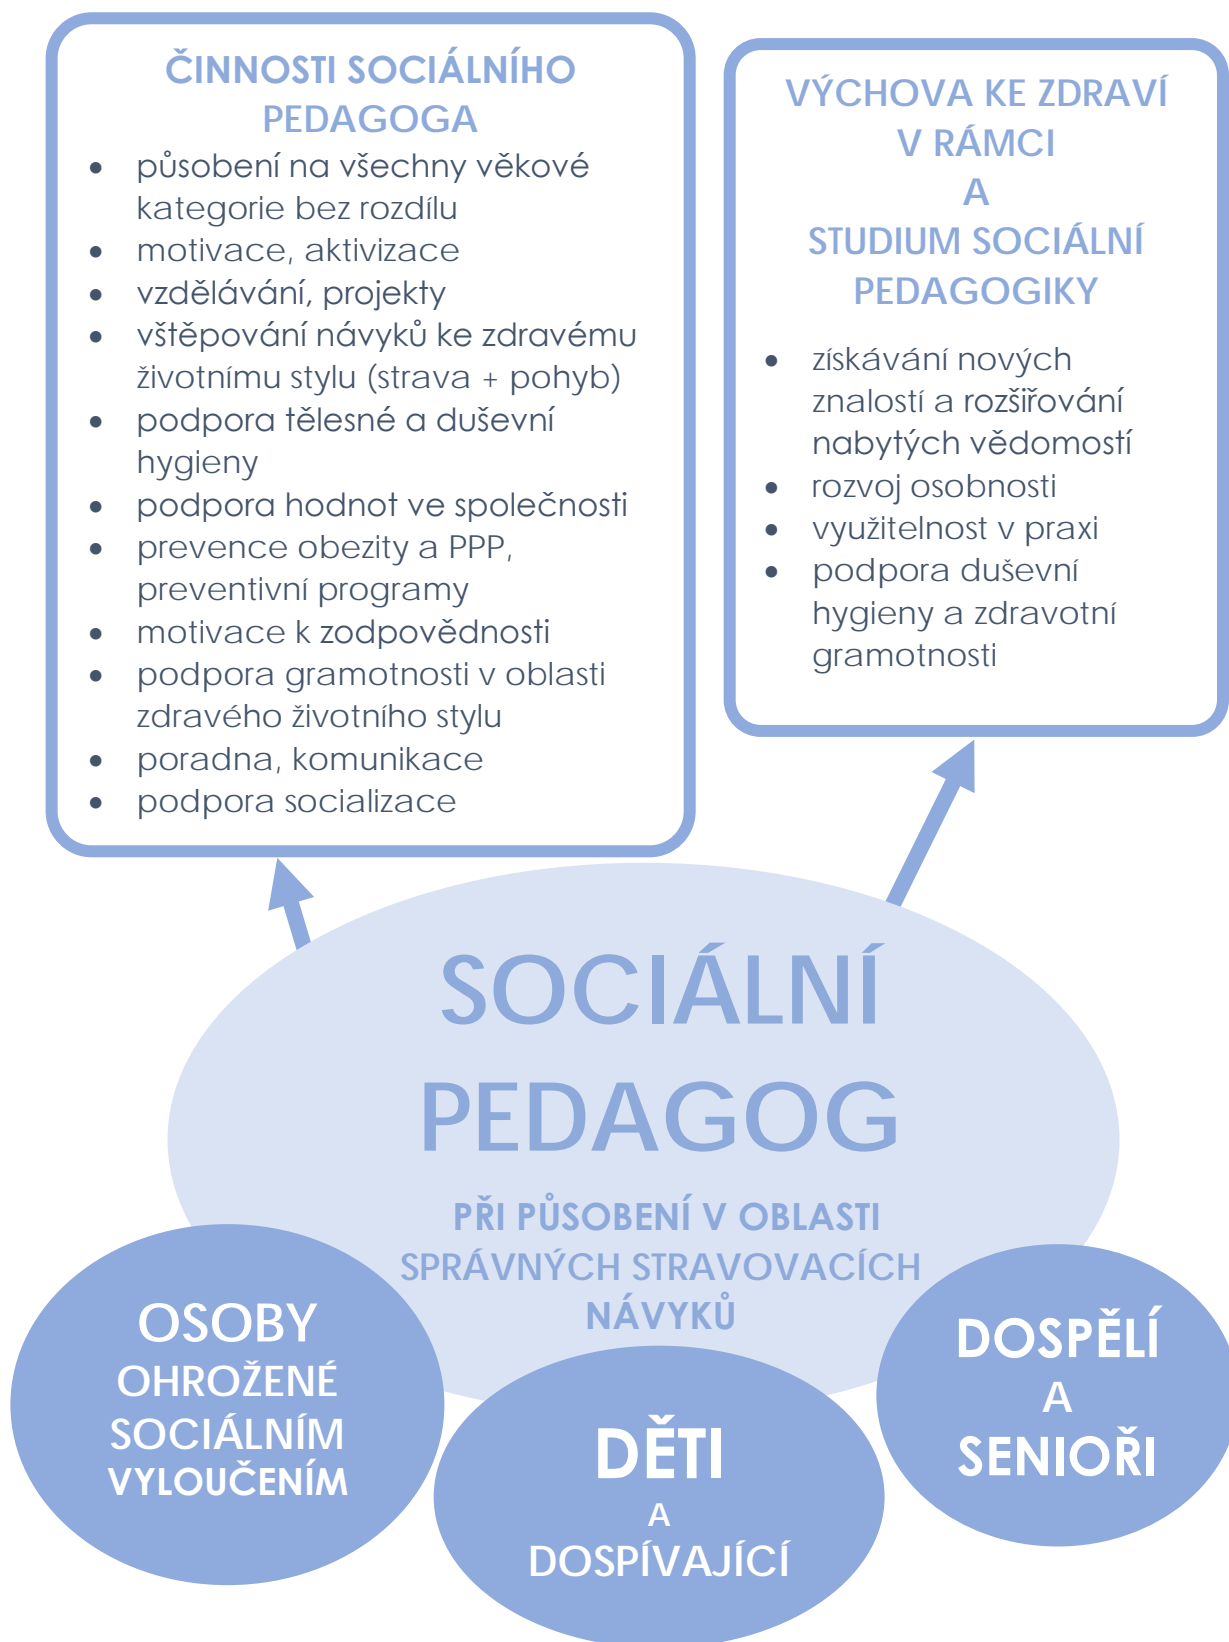 ČINNOSTI SOCIÁLNÍHO
PEDAGOGA
• působení na všechny věkové
kategorie bez rozdílu
• motivace, aktivizace
• vzdělávání, projekty
• vštěpování návyků ke zdravému
životnímu stylu (strava + pohyb)
• podpora tělesné a duševní
hygieny
• podpora hodnot ve společnosti
• prevence obezity a PPP,
preventivní programy
• motivace k zodpovědnosti
• podpora gramotnosti v oblasti
zdravého životního stylu
• poradna, komunikace
• podpora socializace
VÝCHOVA KE ZDRAVÍ
V RÁMCI
A
STUDIUM SOCIÁLNÍ
PEDAGOGIKY
• získávání nových
znalostí a rozšiřování
nabytých vědomostí
• rozvoj osobnosti
• využitelnost v praxi
• podpora duševní
hygieny a zdravotní
gramotnosti
SOCIÁLNÍ
PEDAGOG
PŘI PŮSOBENÍ V OBLASTI
SPRÁVNÝCH STRAVOVACÍCH
NÁVYKŮ
OSOBY
OHROŽENÉ
SOCIÁLNÍM
VYLOUČENÍM
DĚTI
A
DOSPÍVAJÍCÍ
DOSPĚLÍ
A
SENIOŘI